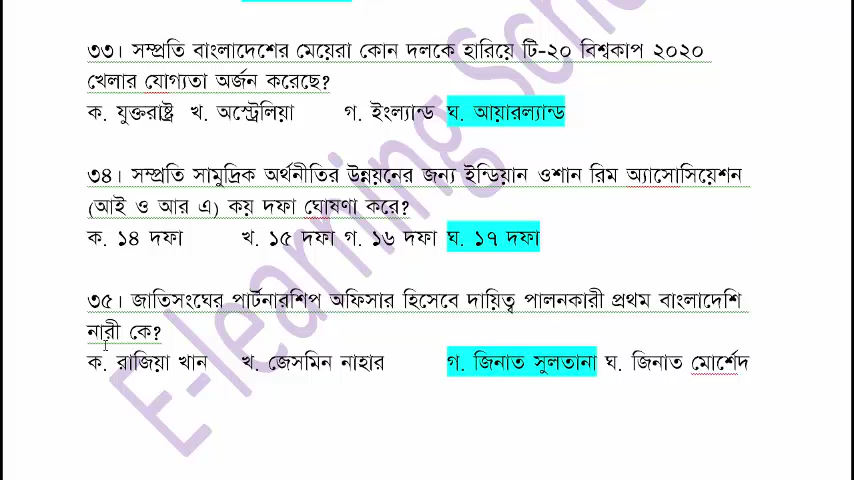 ৩৩। সম্প্রতি বাংলাদেশের মেয়েরা কোন দলকে হারিয়ে টি-২০ বিশ্বকাপ ২০২০
খেলার যোগ্যতা অর্জন করেছে?
ক. যুক্তরাষ্ট্র খ. অস্ট্রেলিয়া গ. ইংল্যান্ড ঘ. আয়ারল্যান্ড
৩৪। সম্প্রতি সামুদ্রিক অর্থনীতির উন্নয়নের জন্য ইন্ডিয়ান ওশান রিম অ্যাসোসিয়েশন
(আই ও আর এ) কয় দফা ঘোষণা করে?
ক. ১৪ দফা খ. ১৫ দফা গ. ১৬ দফা ঘ. ১৭ দফা
৩৫। জাতিসংঘের পার্টনারশিপ অফিসার হিসেবে দায়িত্ব পালনকারী প্রথম বাংলাদেশি
নারী কে?
ক. রাজিয়া খান খ. জেসমিন নাহার গ. জিনাত সুলতানা ঘ. জিনাত মোর্শেদ
E-learning